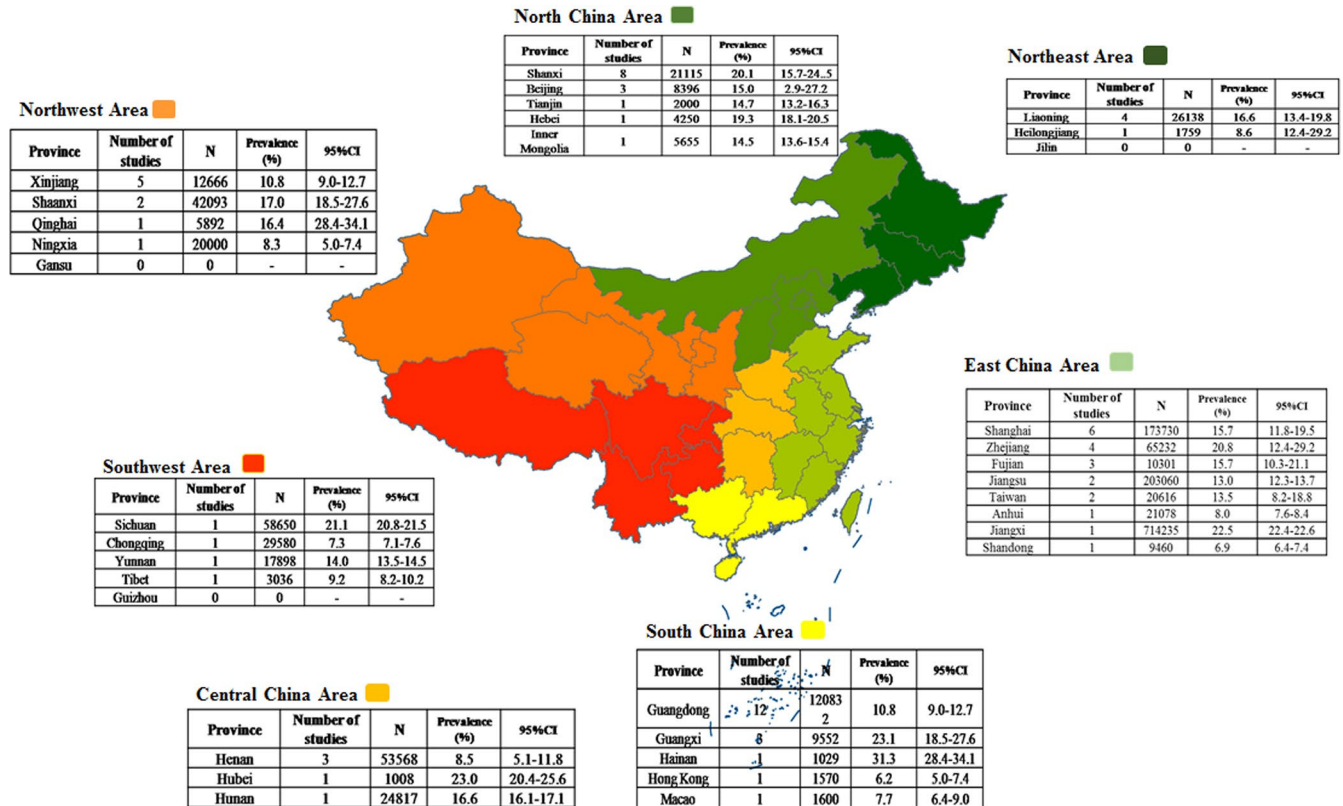 North China Area
Province Number of studies N Prevalence (%) 95%CI
Shanxi 8 21115 20.1 15.7-24..5
Beijing 3 8396 15.0 2.9-27.2
Tianjin 1 2000 14.7 13.2-16.3
Hebei 1 4250 19.3 18.1-20.5
Inner Mongolia 1 5655 14.5 13.6-15.4
Northeast Area
Province Number of studies N Prevalence (%) 95%CI
Liaoning 4 26138 16.6 13.4-19.8
Heilongjiang 1 1759 8.6 12.4-29.2
Jilin 0 0 - -
Northwest Area
Province Number of studies N Prevalence (%) 95%CI
Xinjiang 5 12666 10.8 9.0-12.7
Shaanxi 2 42093 17.0 18.5-27.6
Qinghai 1 5892 16.4 28.4-34.1
Ningxia 1 20000 8.3 5.0-7.4
Gansu 0 0 - -
East China Area
Province Number of studies N Prevalence (%) 95%CI
Shanghai 6 173730 15.7 11.8-19.5
Zhejiang 4 65232 20.8 12.4-29.2
Fujian 3 10301 15.7 10.3-21.1
Jiangsu 2 203060 13.0 12.3-13.7
Taiwan 2 20616 13.5 8.2-18.8
Anhui 1 21078 8.0 7.6-8.4
Jiangxi 1 714235 22.5 22.4-22.6
Shandong 1 9460 6.9 6.4-7.4
Southwest Area
Province Number of studies N Prevalence (%) 95%CI
Sichuan 1 58650 21.1 20.8-21.5
Chongqing 1 29580 7.3 7.1-7.6
Yunnan 1 17898 14.0 13.5-14.5
Tibet 1 3036 9.2 8.2-10.2
Guizhou 0 0 - -
South China Area
Province Number of studies N Prevalence (%) 95%CI
Guangdong 12 120832 10.8 9.0-12.7
Guangxi 9552 23.1 18.5-27.6
Hainan 1 1029 31.3 28.4-34.1
Hong Kong 1 1570 6.2 5.0-7.4
Macao 1 1600 7.7 6.4-9.0
Central China Area
Province Number of studies N Prevalence (%) 95%CI
Henan 3 53568 8.5 5.1-11.8
Hubei 1 1008 23.0 20.4-25.6
Hunan 1 24817 16.6 16.1-17.1